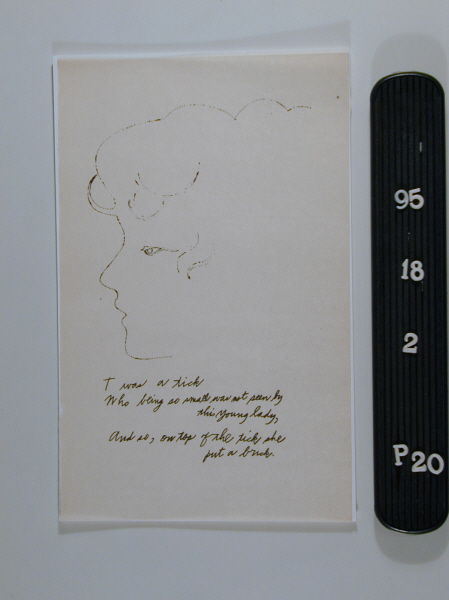 I was a tick
Who being so small was not seen by
this young lady,
And so, on top of the tick she
put a brick.
95
18
2
P20